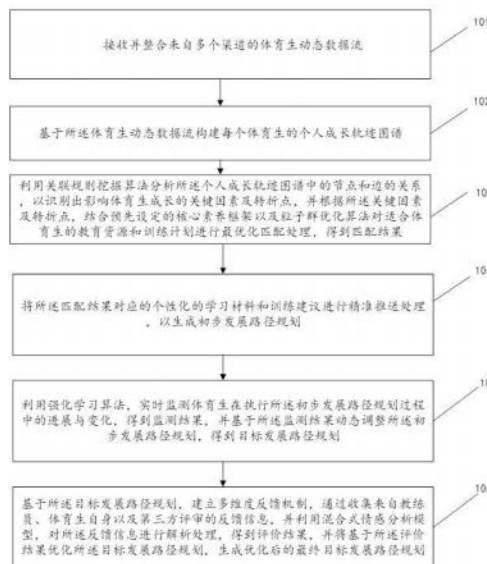 101
接收并整合来自多个渠道的体育生动态数据流
102
基于所述体育生动态数据流构建每个体育生的个人成长轨迹图谱
10
利用关联规则挖掘算法分析所述个人成长轨迹图谱中的节点和边的关系
，以识别出影响体育生成长的关键因素及转折点，并根据所述关键因素
及转折点，结合预先设定的核心素养框架以及粒子群优化算法对适合体
育生的教育资源和训练计划进行最优化匹配处理，得到匹配结果
10
将所述匹配结果对应的个性化的学习材料和训练建议进行精准推送处理
，以生成初步发展路径规划
10
利用强化学习算法，实时监测体育生在执行所述初步发展路径规划过程
中的进展与变化，得到监测结果，并基于所述监测结果动态调整所述初
步发展路径规划，得到目标发展路径规划
10
基于所述目标发展路径规划，建立多维度反馈机制，通过收集来自教练
员、体育生自身以及第三方评审的反馈信息，并利用混合式情感分析模
型，对所述反馈信息进行解析处理，得到评价结果，并将基于所述评价
结果优化所述目标发展路径规划，生成优化后的最终目标发展路径规划